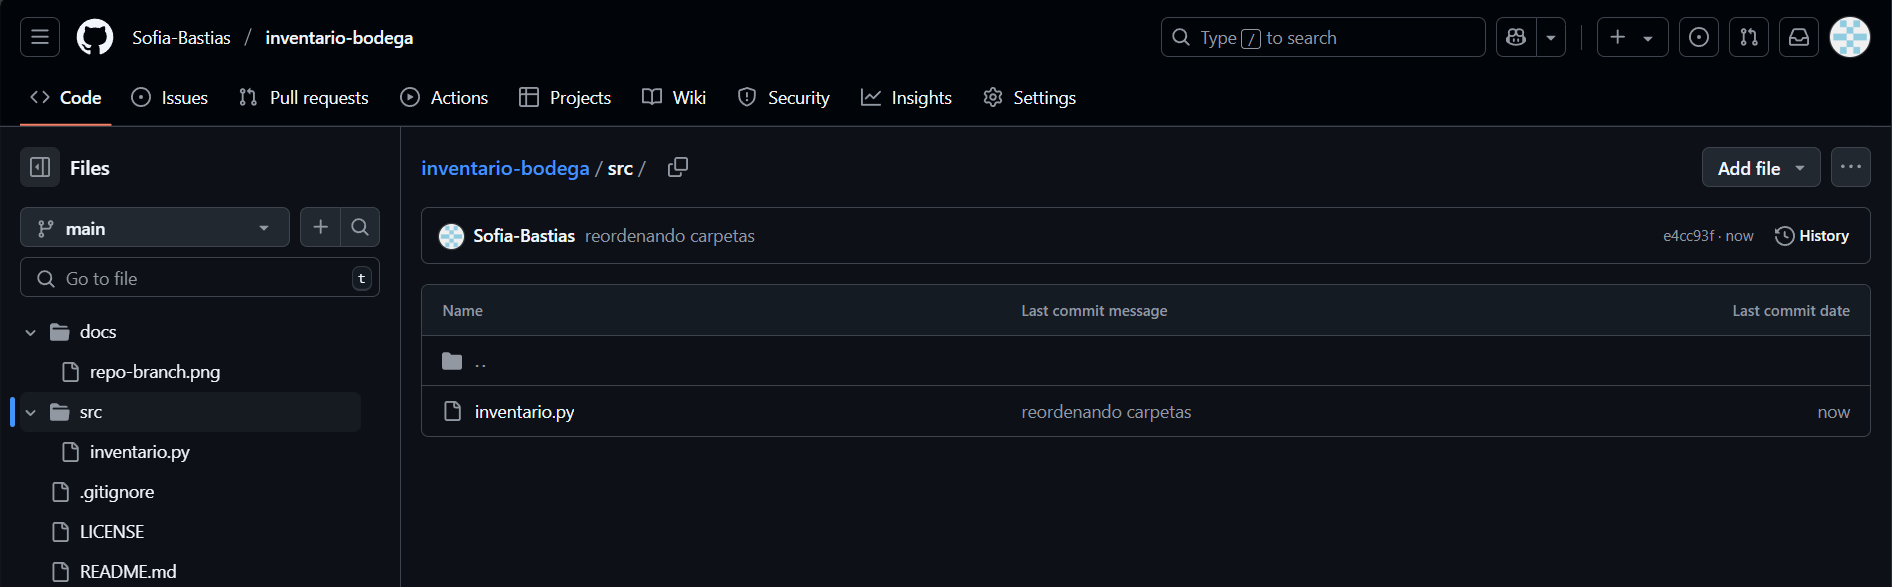 Sofia-Bastias / inventario-bodega
Type / to search
Code Issues Pull requests Actions Projects Wiki Security Insights Settings
Files
main
Go to file t
docs
repo-branch.png
src
inventario.py
.gitignore
LICENSE
README.md
inventario-bodega / src /
Add file
Sofia-Bastias reordenando carpetas e4cc93f · now History
Name Last commit message Last commit date
..
inventario.py reordenando carpetas now